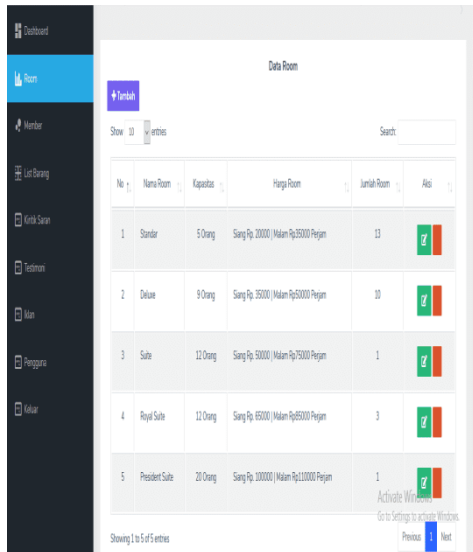 Dashboard
Room
Member
List Barang
Kritik Saran
Testimoni
Iklan
Pengguna
Keluar
Data Room
+Tambah
Show 10 entries
Search:
No Nama Room Kapasitas Harga Room Jumlah Room Aksi
1 Standar 5 Orang Siang Rp. 20000 | Malam Rp35000 Perjam 13
2 Deluxe 9 Orang Siang Rp. 35000 | Malam Rp50000 Perjam 10
3 Suite 12 Orang Siang Rp. 50000 | Malam Rp75000 Perjam 1
4 Royal Suite 12 Orang Siang Rp. 65000 | Malam Rp85000 Perjam 3
5 President Suite 20 Orang Siang Rp. 100000 | Malam Rp110000 Perjam 1
Activate Windows
Go to Settings to activate Windows.
Showing 1 to 5 of 5 entries
Previous 1 Next